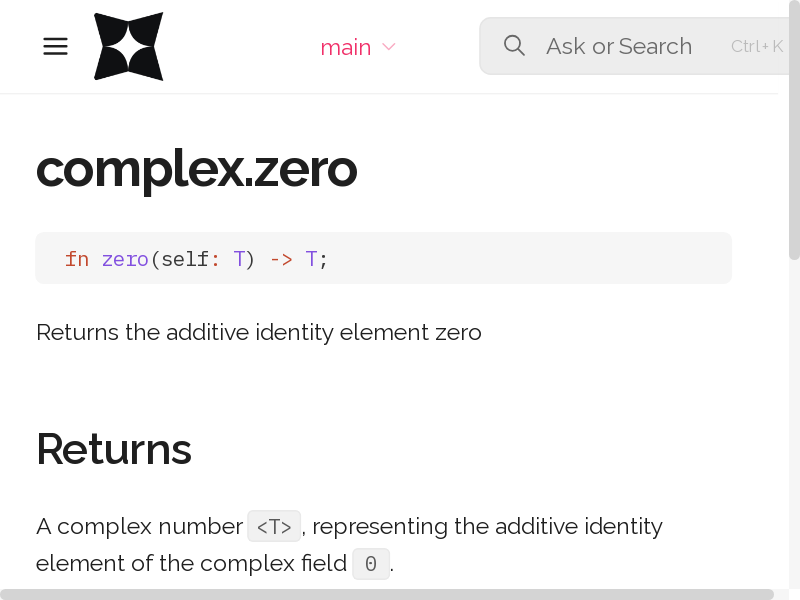 main
Ask or Search
Ctrl+K
complex.zero
fn zero(self: T) -> T;
Returns the additive identity element zero
Returns
A complex number <T>, representing the additive identity
element of the complex field 0.